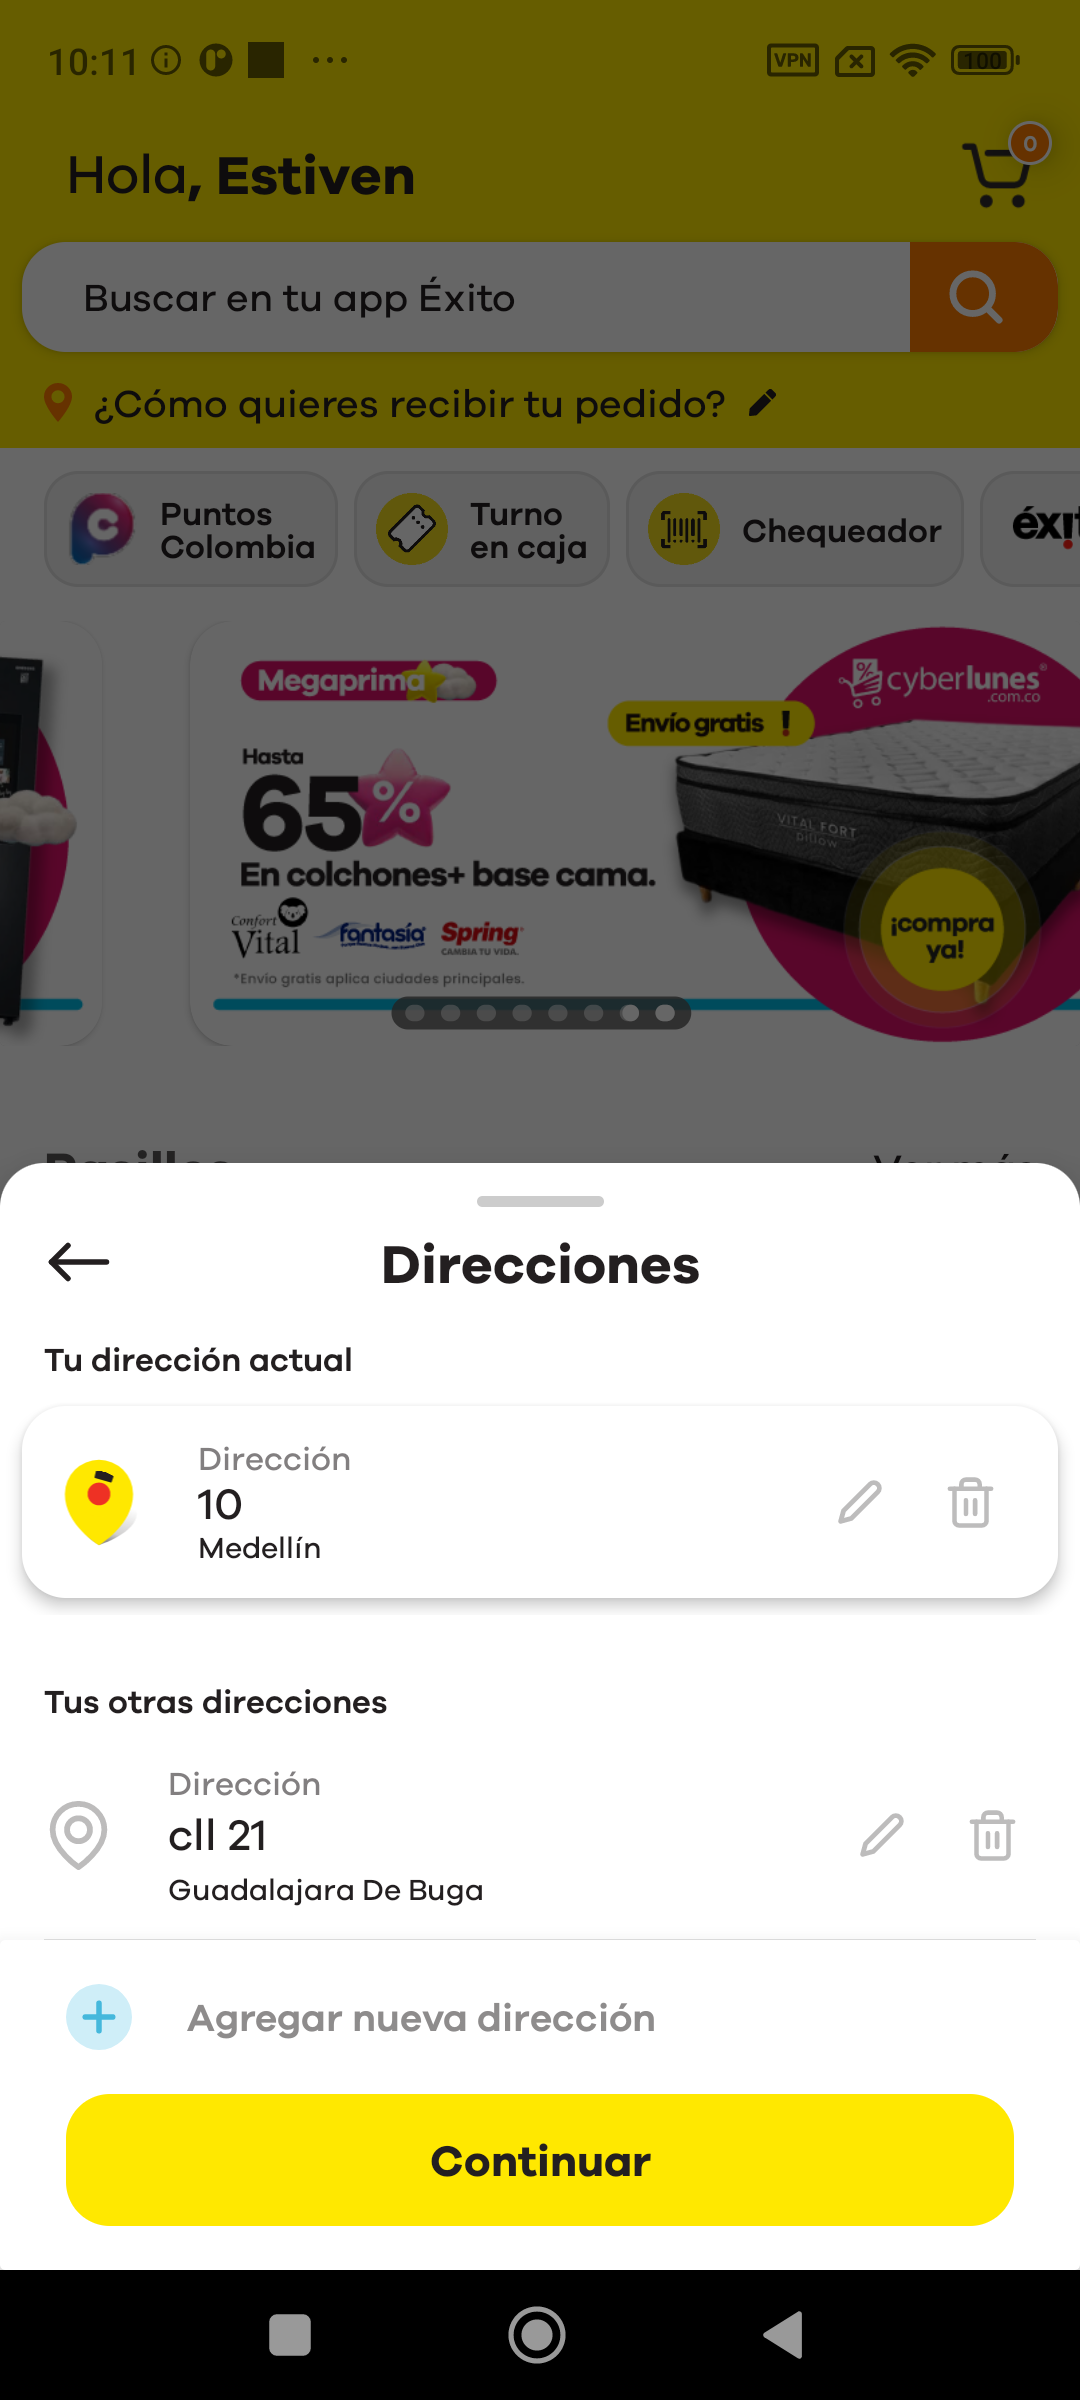 10:11
VPN
100
Hola, Estiven
0
Buscar en tu app Éxito
¿Cómo quieres recibir tu pedido?
Puntos
Colombia
Turno
en caja
Chequeador
Megaprima
cyberlunes
.com.co
Envío gratis !
Hasta
65%
En colchones+ base cama.
VITAL FORT
pillow
Confort
Vital
fantasía
Spring
CAMBIA TU VIDA.
¡compra
ya!
*Envío gratis aplica ciudades principales.
Direcciones
Tu dirección actual
Dirección
10
Medellín
Tus otras direcciones
Dirección
cll 21
Guadalajara De Buga
Agregar nueva dirección
Continuar